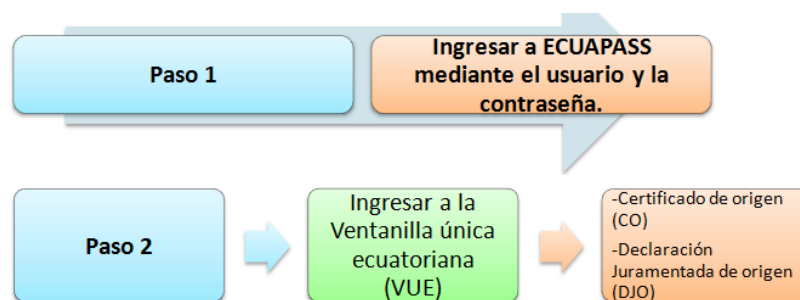 Paso 1
Ingresar a ECUAPASS
mediante el usuario y la
contraseña.
Paso 2
Ingresar a la
Ventanilla única
ecuatoriana
(VUE)
-Certificado de origen
(CO)
-Declaración
Juramentada de origen
(DJO)